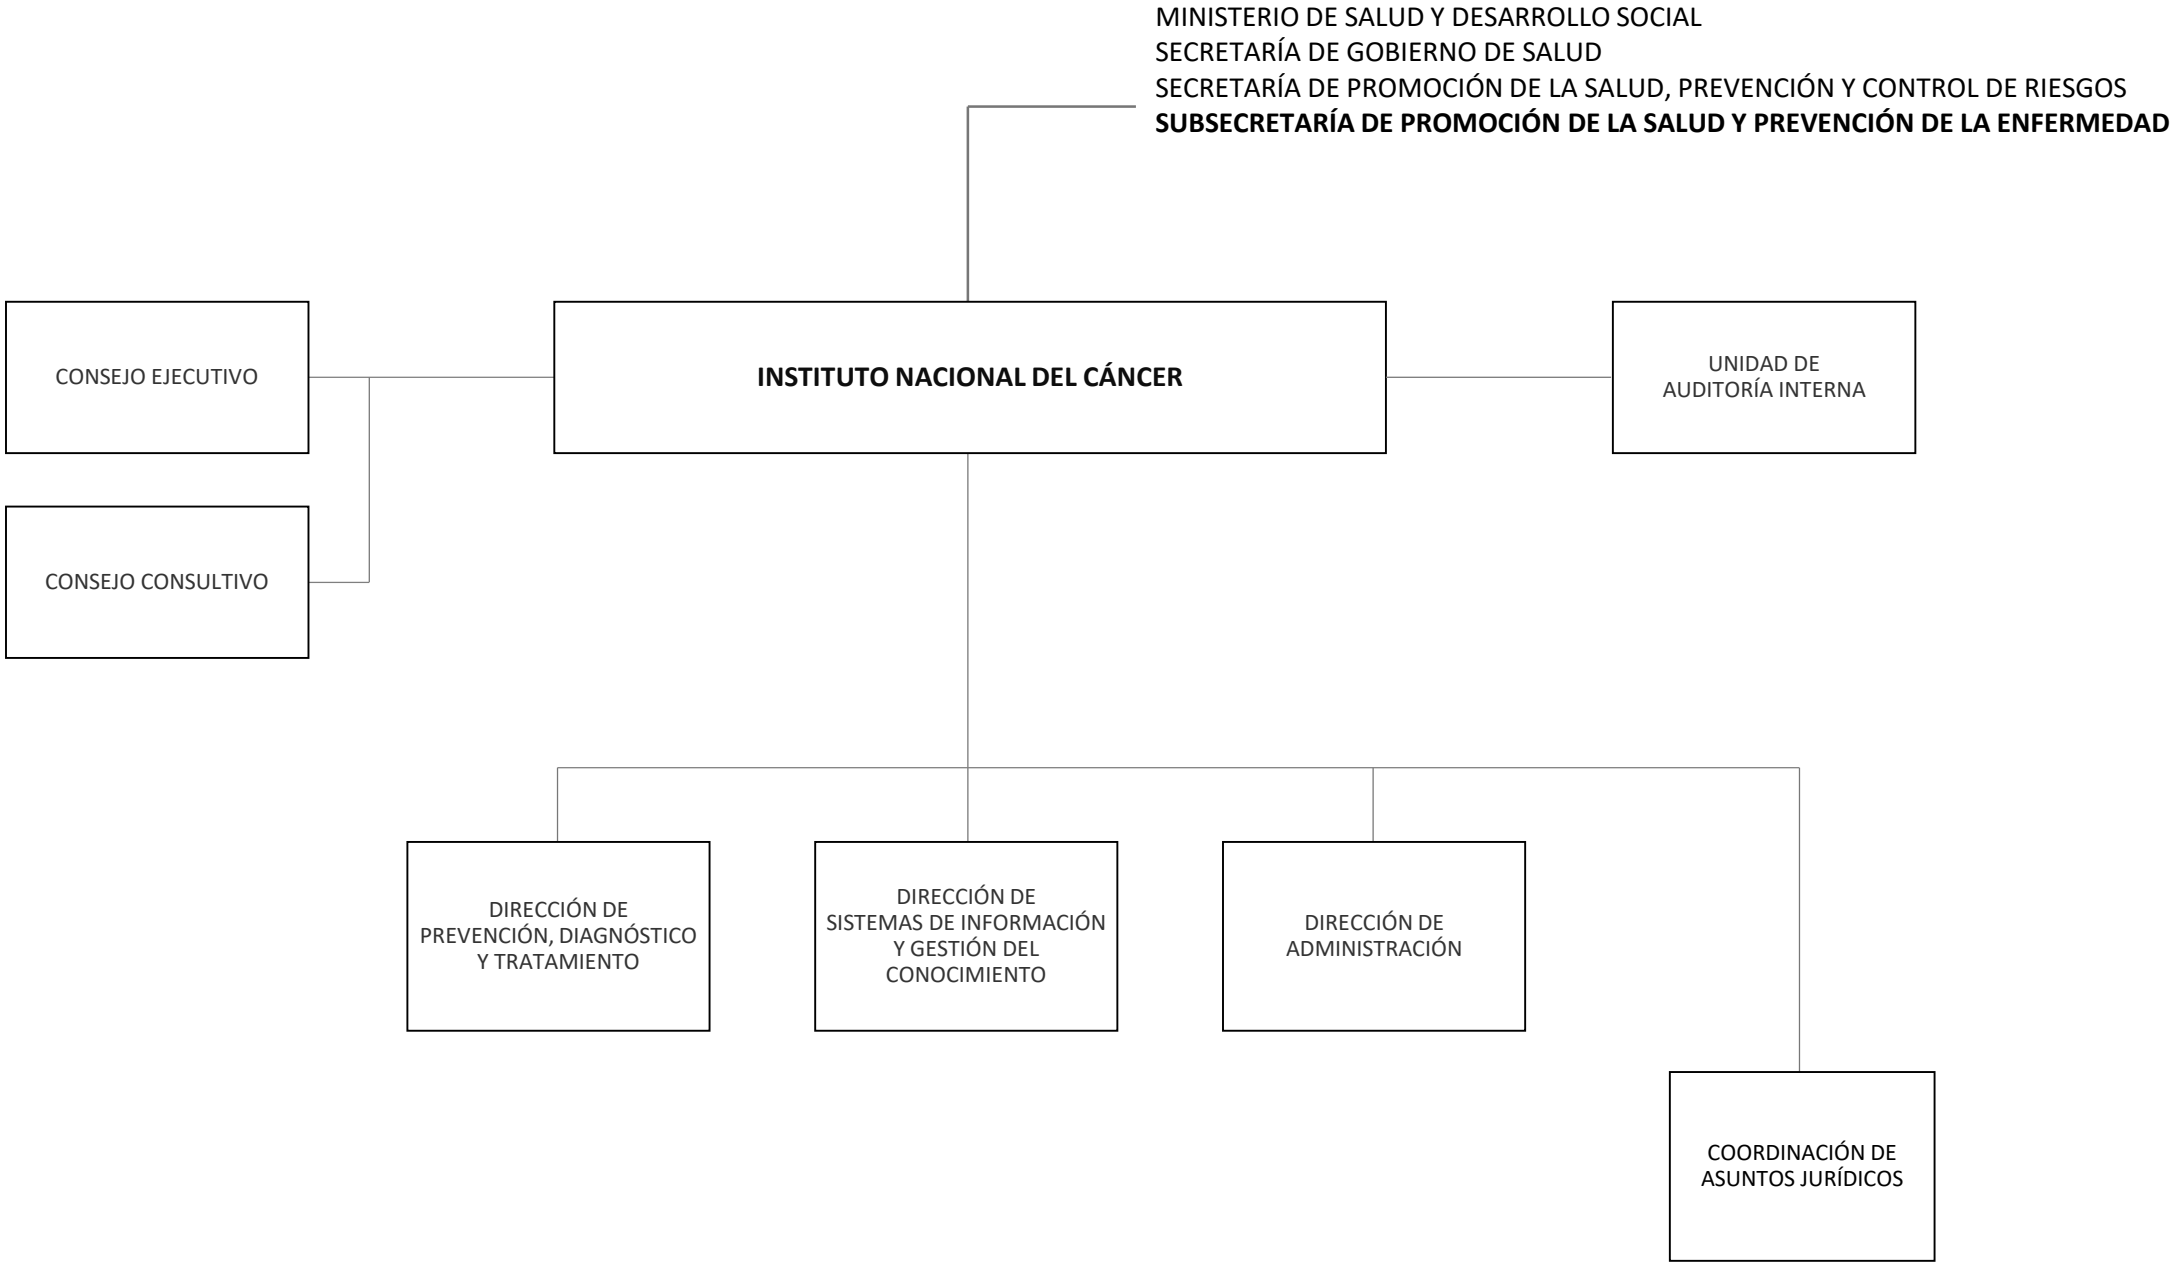 MINISTERIO DE SALUD Y DESARROLLO SOCIAL
SECRETARÍA DE GOBIERNO DE SALUD
SECRETARÍA DE PROMOCIÓN DE LA SALUD, PREVENCIÓN Y CONTROL DE RIESGOS
SUBSECRETARÍA DE PROMOCIÓN DE LA SALUD Y PREVENCIÓN DE LA ENFERMEDAD
CONSEJO EJECUTIVO
INSTITUTO NACIONAL DEL CÁNCER
UNIDAD DE
AUDITORÍA INTERNA
CONSEJO CONSULTIVO
DIRECCIÓN DE
PREVENCIÓN, DIAGNÓSTICO
Y TRATAMIENTO
DIRECCIÓN DE
SISTEMAS DE INFORMACIÓN
Y GESTIÓN DEL
CONOCIMIENTO
DIRECCIÓN DE
ADMINISTRACIÓN
COORDINACIÓN DE
ASUNTOS JURÍDICOS